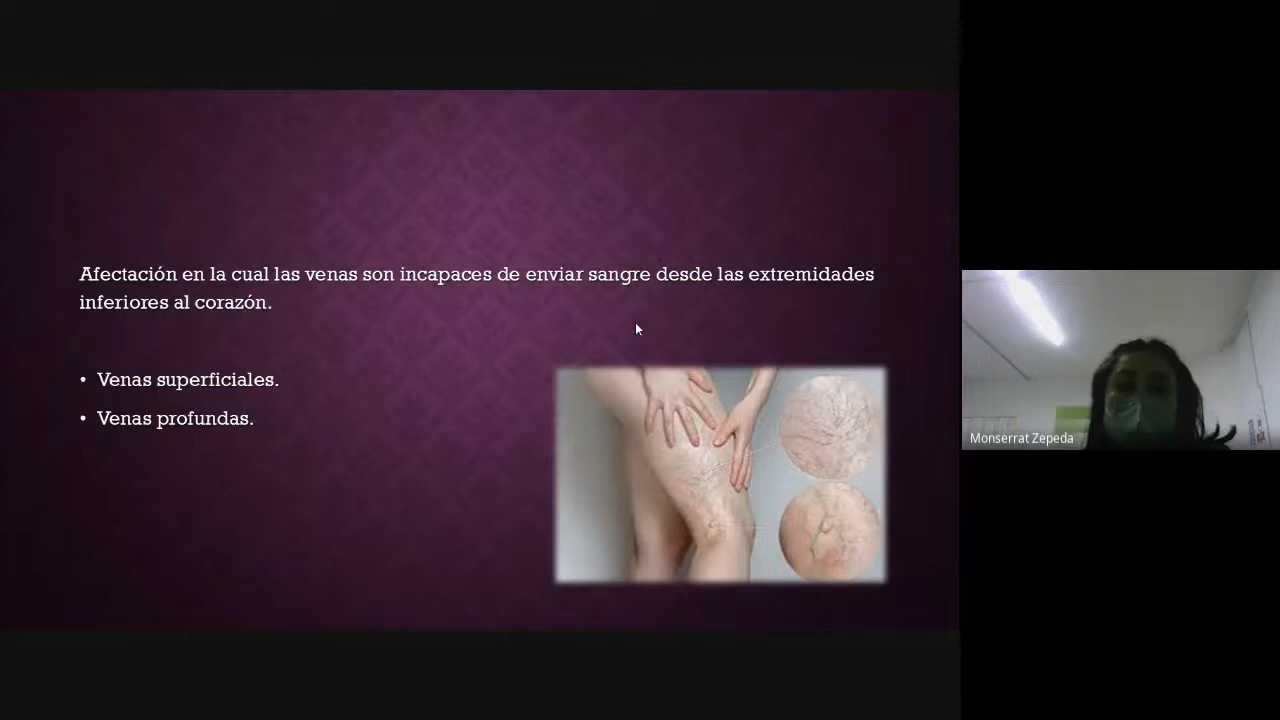 Afectación en la cual las venas son incapaces de enviar sangre desde las extremidades
inferiores al corazón.
• Venas superficiales.
• Venas profundas.
Monserrat Zepeda